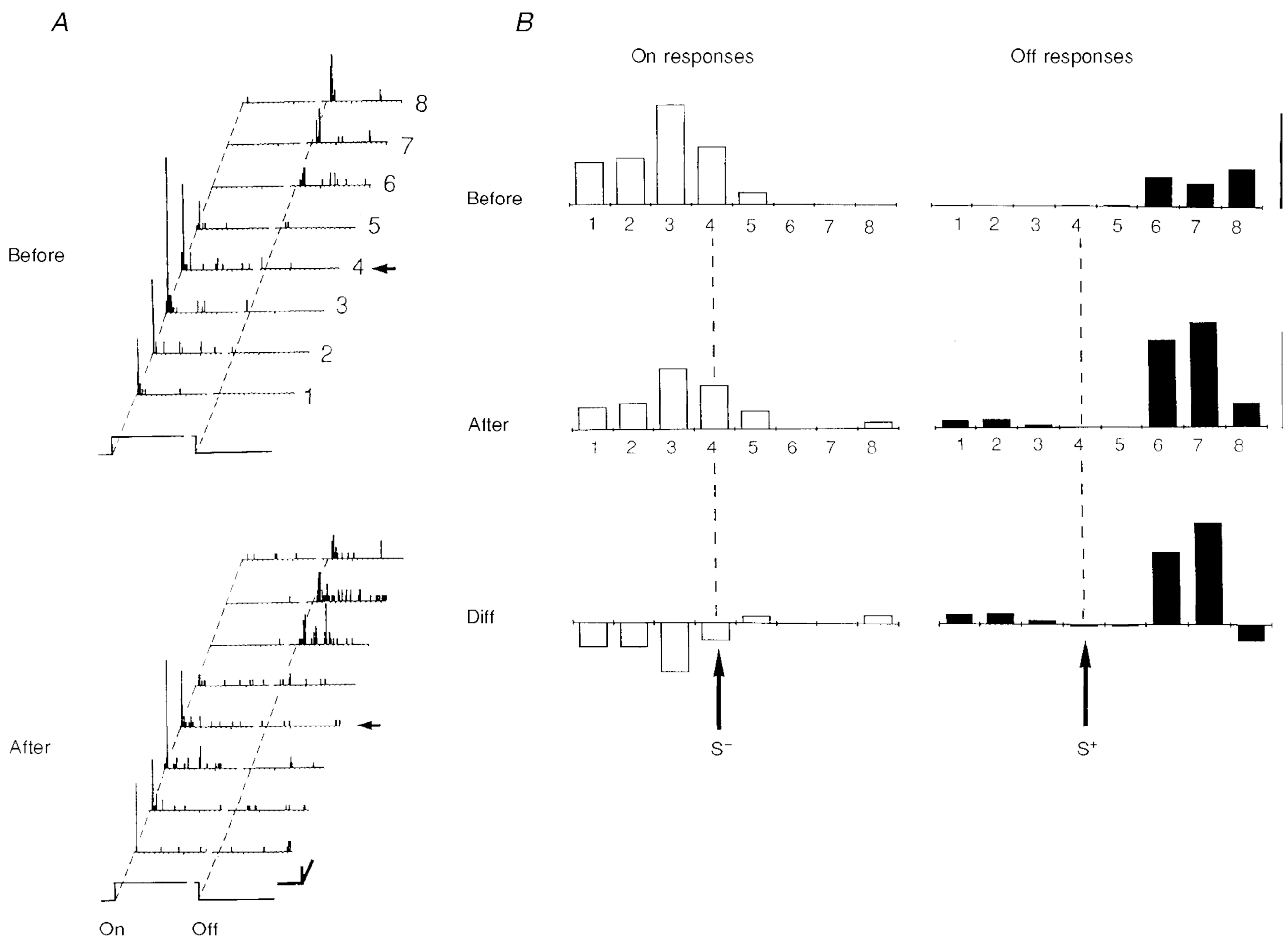 A
8
7
6
5
4
3
2
1
Before
After
On Off
B
On responses Off responses
Before
1 2 3 4 5 6 7 8 1 2 3 4 5 6 7 8
After
1 2 3 4 5 6 7 8 1 2 3 4 5 6 7 8
Diff
S⁻ S⁺